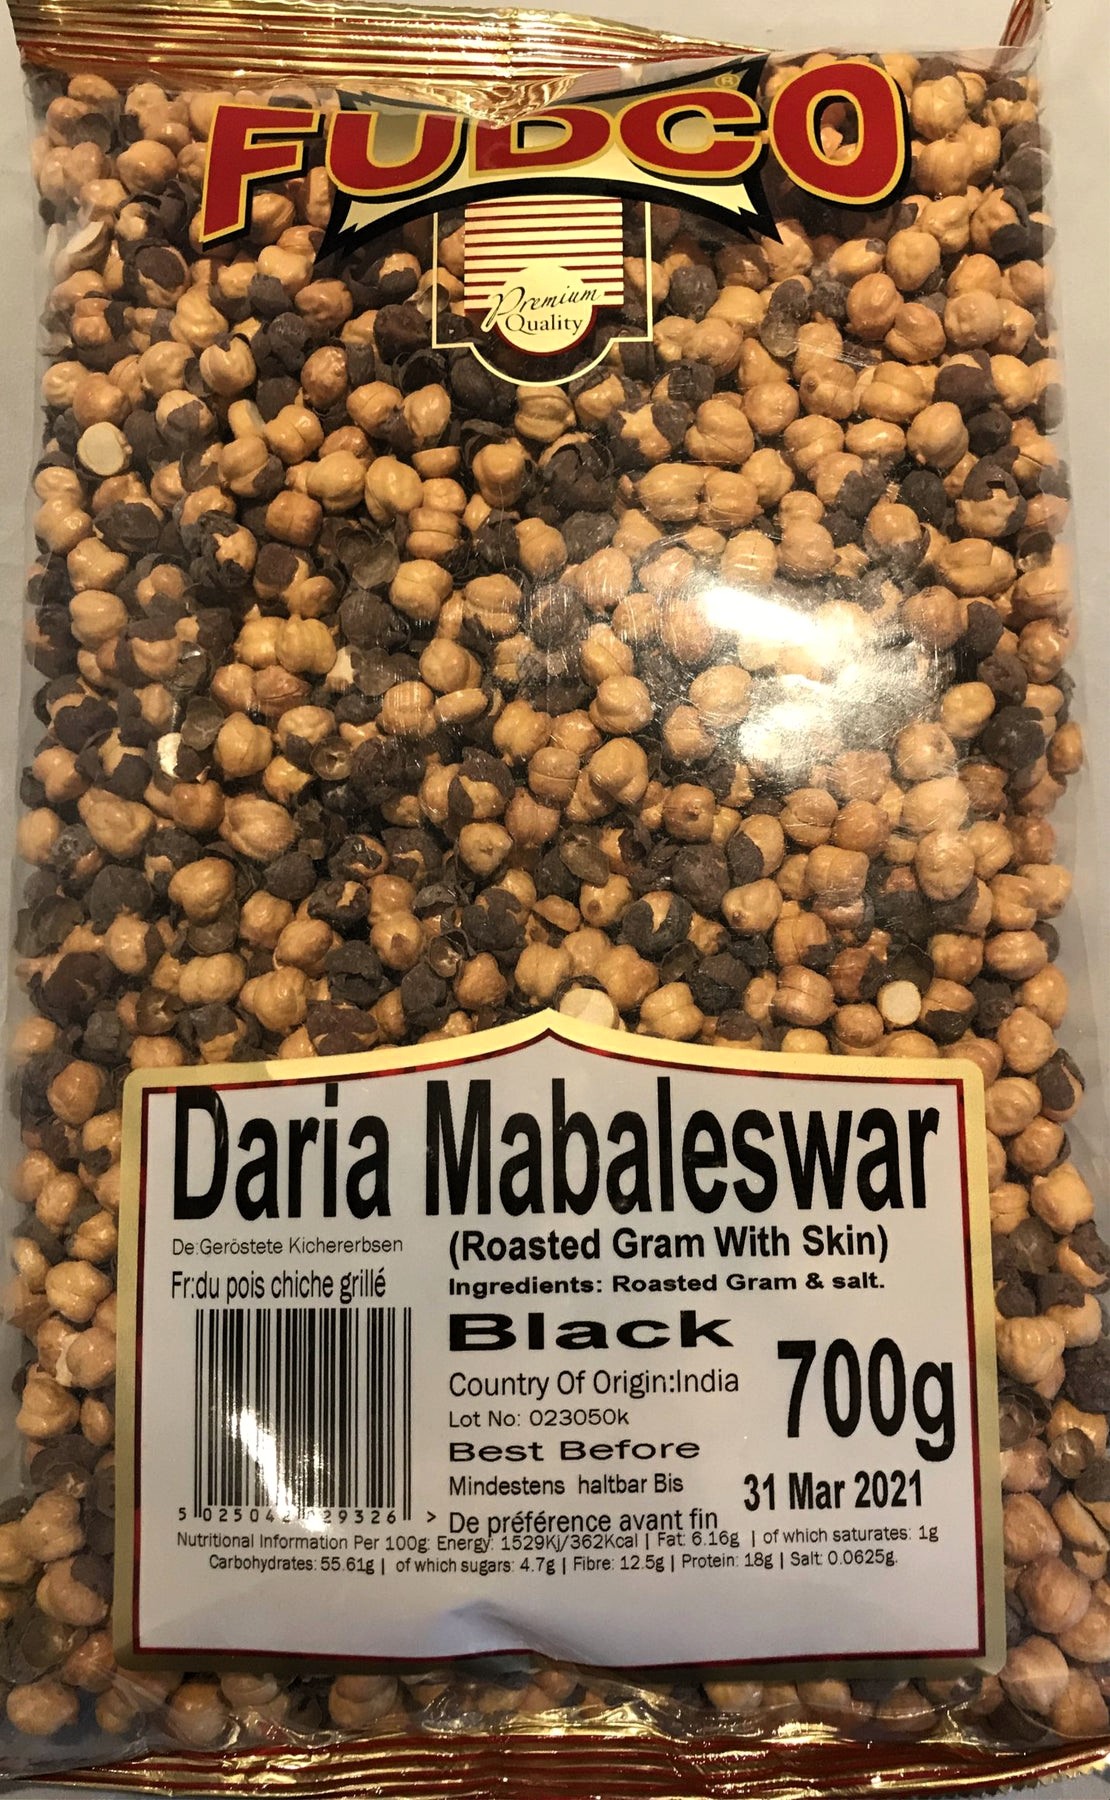 FUDCO®
Premium
Quality
Daria Mabaleswar
De:Geröstete Kichererbsen
(Roasted Gram With Skin)
Fr:du pois chiche grillé
Ingredients: Roasted Gram & salt.
Black
700g
Country Of Origin:India
Lot No: 023050k
Best Before
Mindestens haltbar Bis
31 Mar 2021
De préférence avant fin
5 025042 029326 >
Nutritional Information Per 100g: Energy: 1529Kj/362Kcal | Fat: 6.16g | of which saturates: 1g
Carbohydrates: 55.61g | of which sugars: 4.7g | Fibre: 12.5g | Protein: 18g | Salt: 0.0625g.